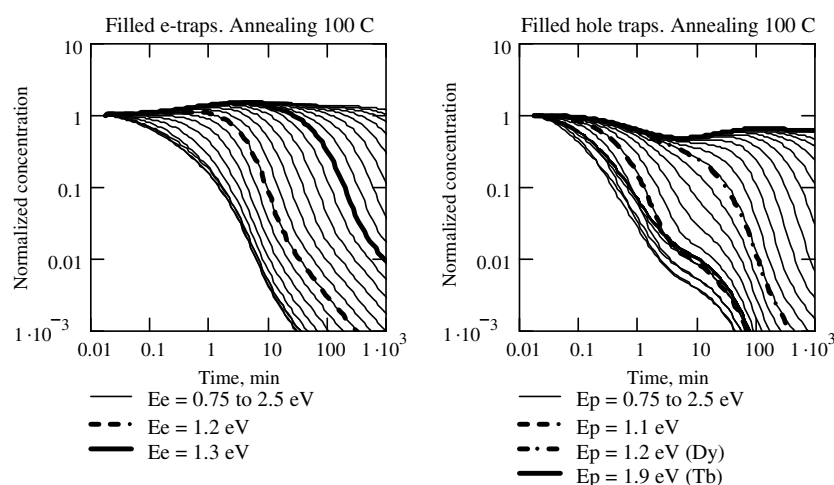 Filled e-traps. Annealing 100 C
10
1
0.1
0.01
1·10⁻³
Normalized concentration
0.01 0.1 1 10 100 1·10³
Time, min
Ee = 0.75 to 2.5 eV
Ee = 1.2 eV
Ee = 1.3 eV
Filled hole traps. Annealing 100 C
10
1
0.1
0.01
1·10⁻³
Normalized concentration
0.01 0.1 1 10 100 1·10³
Time, min
Ep = 0.75 to 2.5 eV
Ep = 1.1 eV
Ep = 1.2 eV (Dy)
Ep = 1.9 eV (Tb)